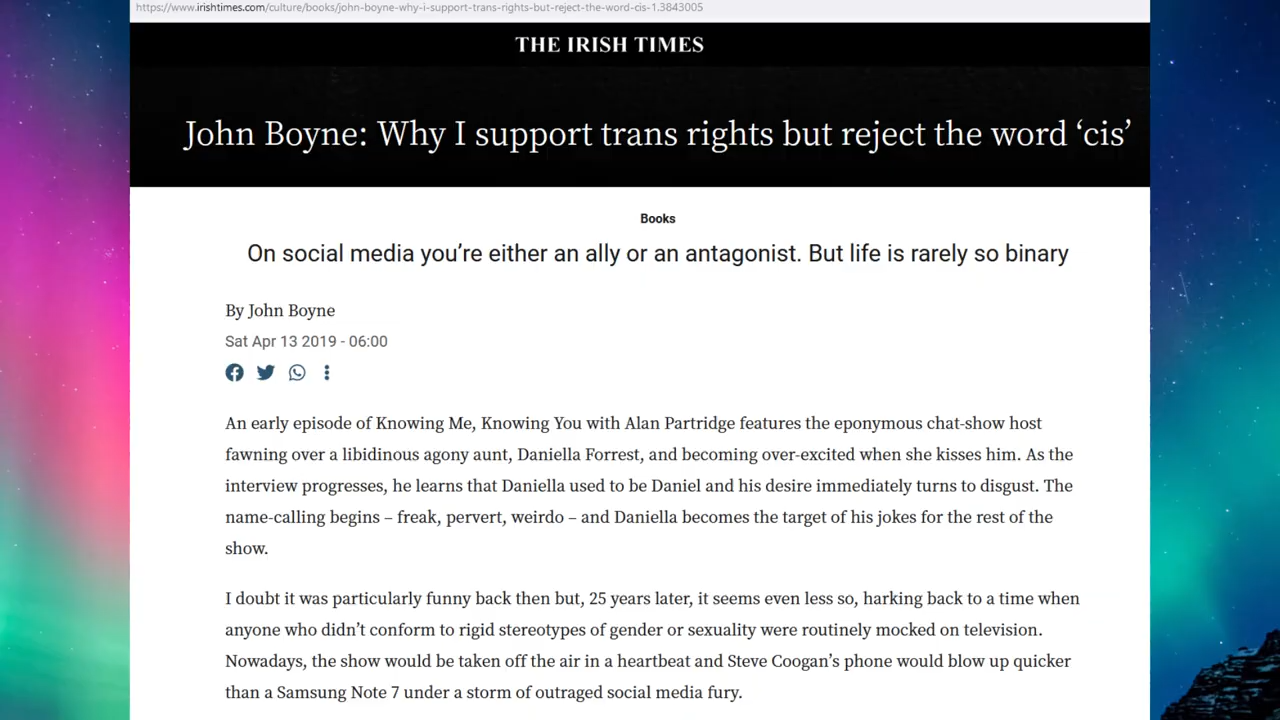 https://www.irishtimes.com/culture/books/john-boyne-why-i-support-trans-rights-but-reject-the-word-cis-1.3843005
THE IRISH TIMES
John Boyne: Why I support trans rights but reject the word ‘cis’
Books
On social media you’re either an ally or an antagonist. But life is rarely so binary
By John Boyne
Sat Apr 13 2019 - 06:00
An early episode of Knowing Me, Knowing You with Alan Partridge features the eponymous chat-show host
fawning over a libidinous agony aunt, Daniella Forrest, and becoming over-excited when she kisses him. As the
interview progresses, he learns that Daniella used to be Daniel and his desire immediately turns to disgust. The
name-calling begins – freak, pervert, weirdo – and Daniella becomes the target of his jokes for the rest of the
show.
I doubt it was particularly funny back then but, 25 years later, it seems even less so, harking back to a time when
anyone who didn’t conform to rigid stereotypes of gender or sexuality were routinely mocked on television.
Nowadays, the show would be taken off the air in a heartbeat and Steve Coogan’s phone would blow up quicker
than a Samsung Note 7 under a storm of outraged social media fury.